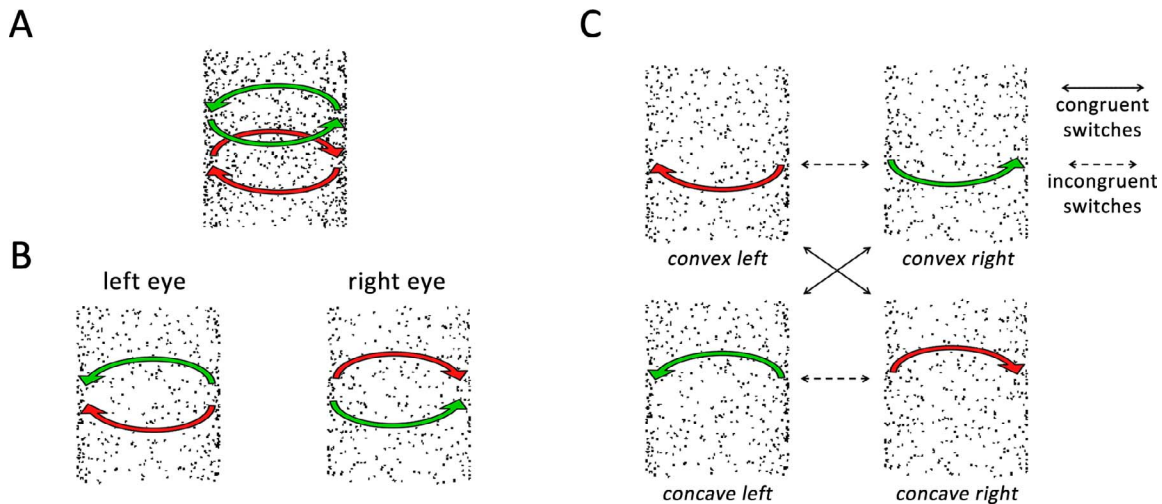 A
B
left eye
right eye
C
convex left
convex right
concave left
concave right
congruent
switches
incongruent
switches